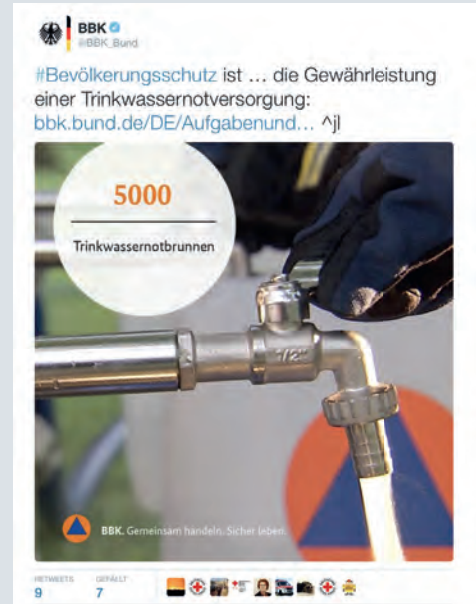 BBK
@BBK_Bund
#Bevölkerungsschutz ist … die Gewährleistung
einer Trinkwassernotversorgung:
bbk.bund.de/DE/Aufgabenund… ^jl
5000
Trinkwassernotbrunnen
1/2"
BBK. Gemeinsam handeln. Sicher leben.
RETWEETS GEFÄLLT
9 7